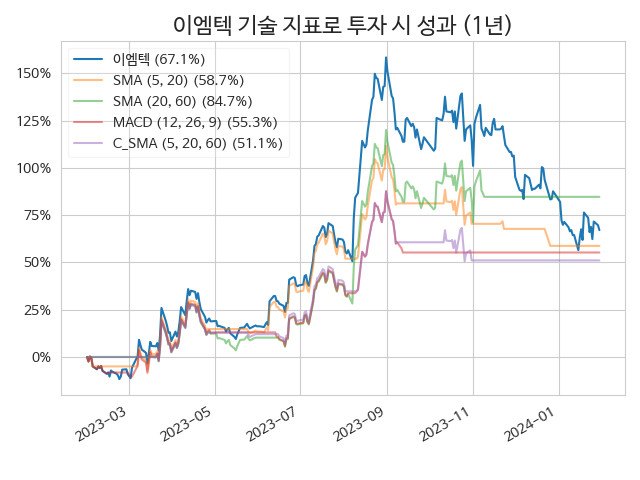 이엠텍 기술 지표로 투자 시 성과 (1년)
이엠텍 (67.1%)
SMA (5, 20) (58.7%)
SMA (20, 60) (84.7%)
MACD (12, 26, 9) (55.3%)
C_SMA (5, 20, 60) (51.1%)
150%
125%
100%
75%
50%
25%
0%
2023-03
2023-05
2023-07
2023-09
2023-11
2024-01